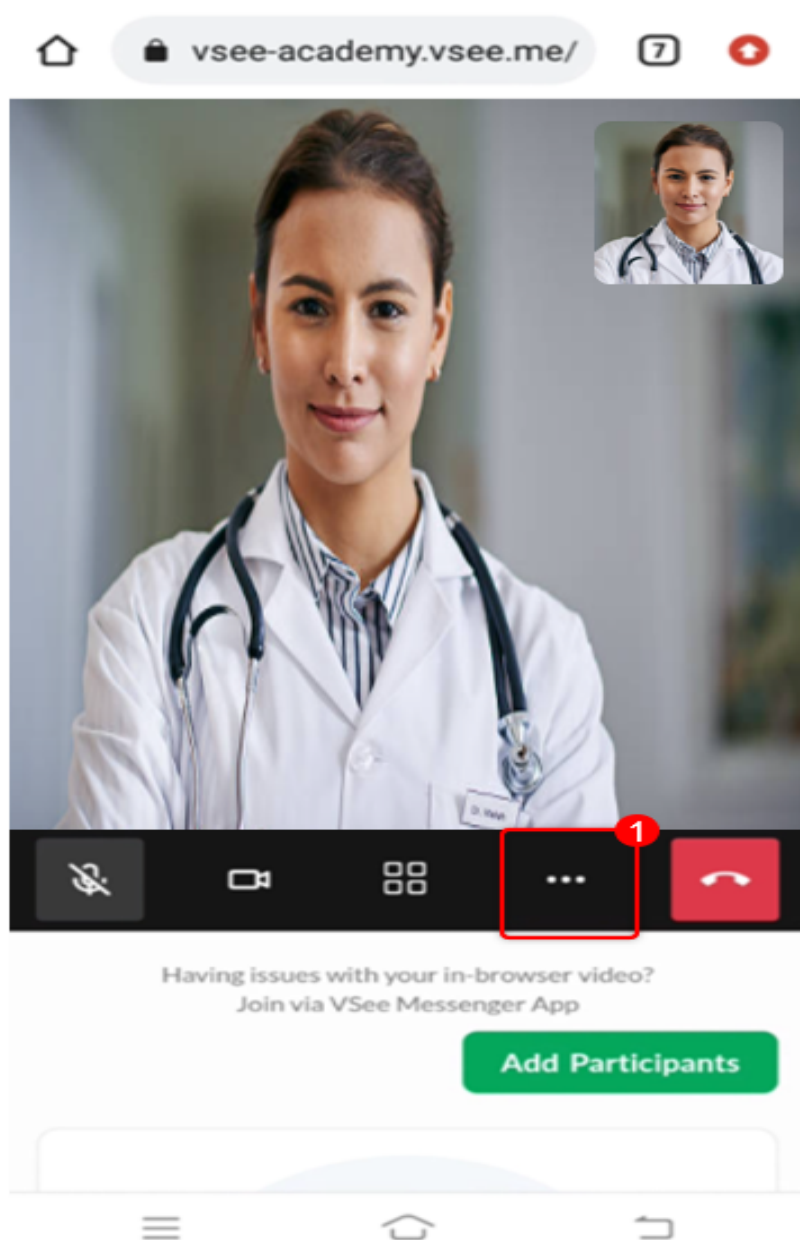 vsee-academy.vsee.me/
7
1
Having issues with your in-browser video?
Join via VSee Messenger App
Add Participants